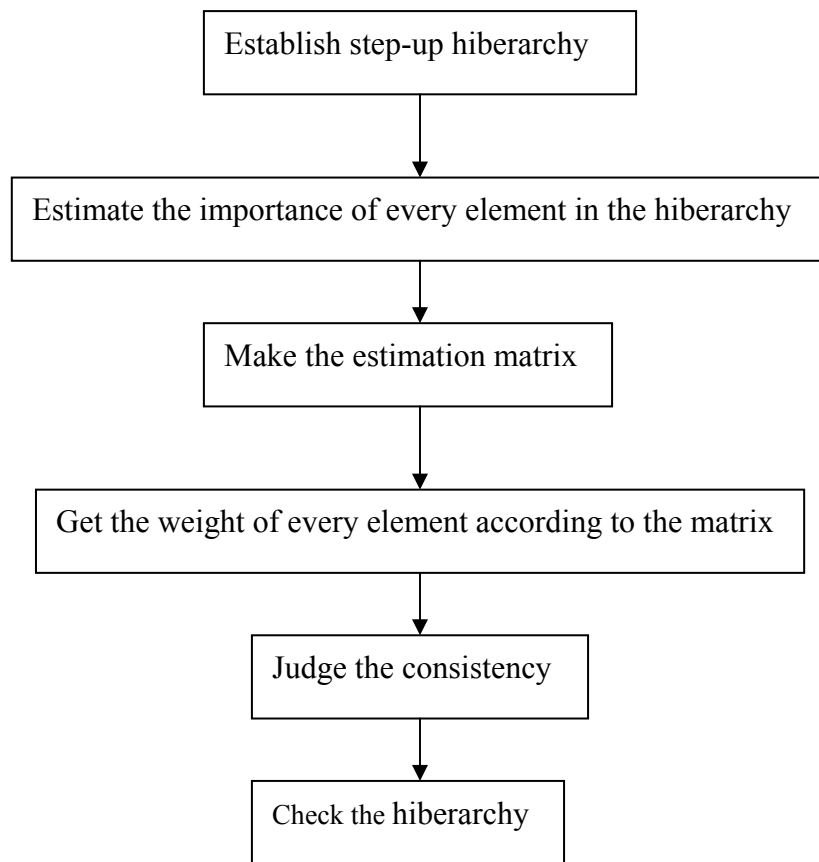 Establish step-up hiberarchy
Estimate the importance of every element in the hiberarchy
Make the estimation matrix
Get the weight of every element according to the matrix
Judge the consistency
Check the hiberarchy